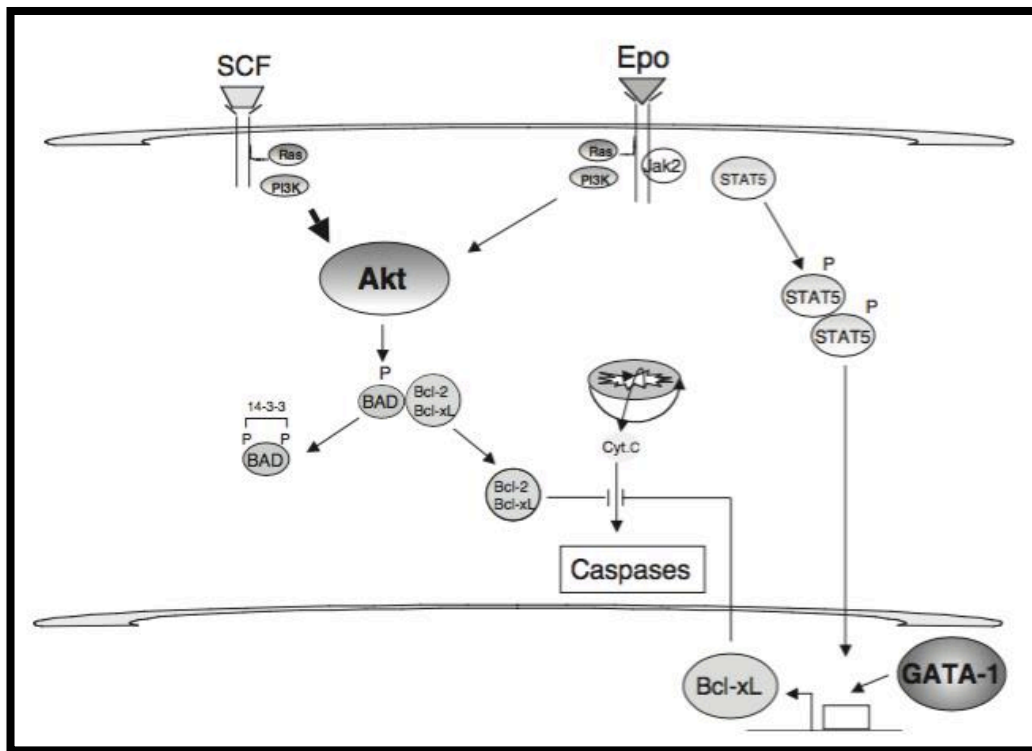 SCF
Epo
Ras
PI3K
Ras
PI3K
Jak2
STAT5
Akt
P
STAT5
P
STAT5
P
BAD
Bcl-2
Bcl-xL
14-3-3
P P
BAD
Cyt.C
Bcl-2
Bcl-xL
Caspases
Bcl-xL
GATA-1